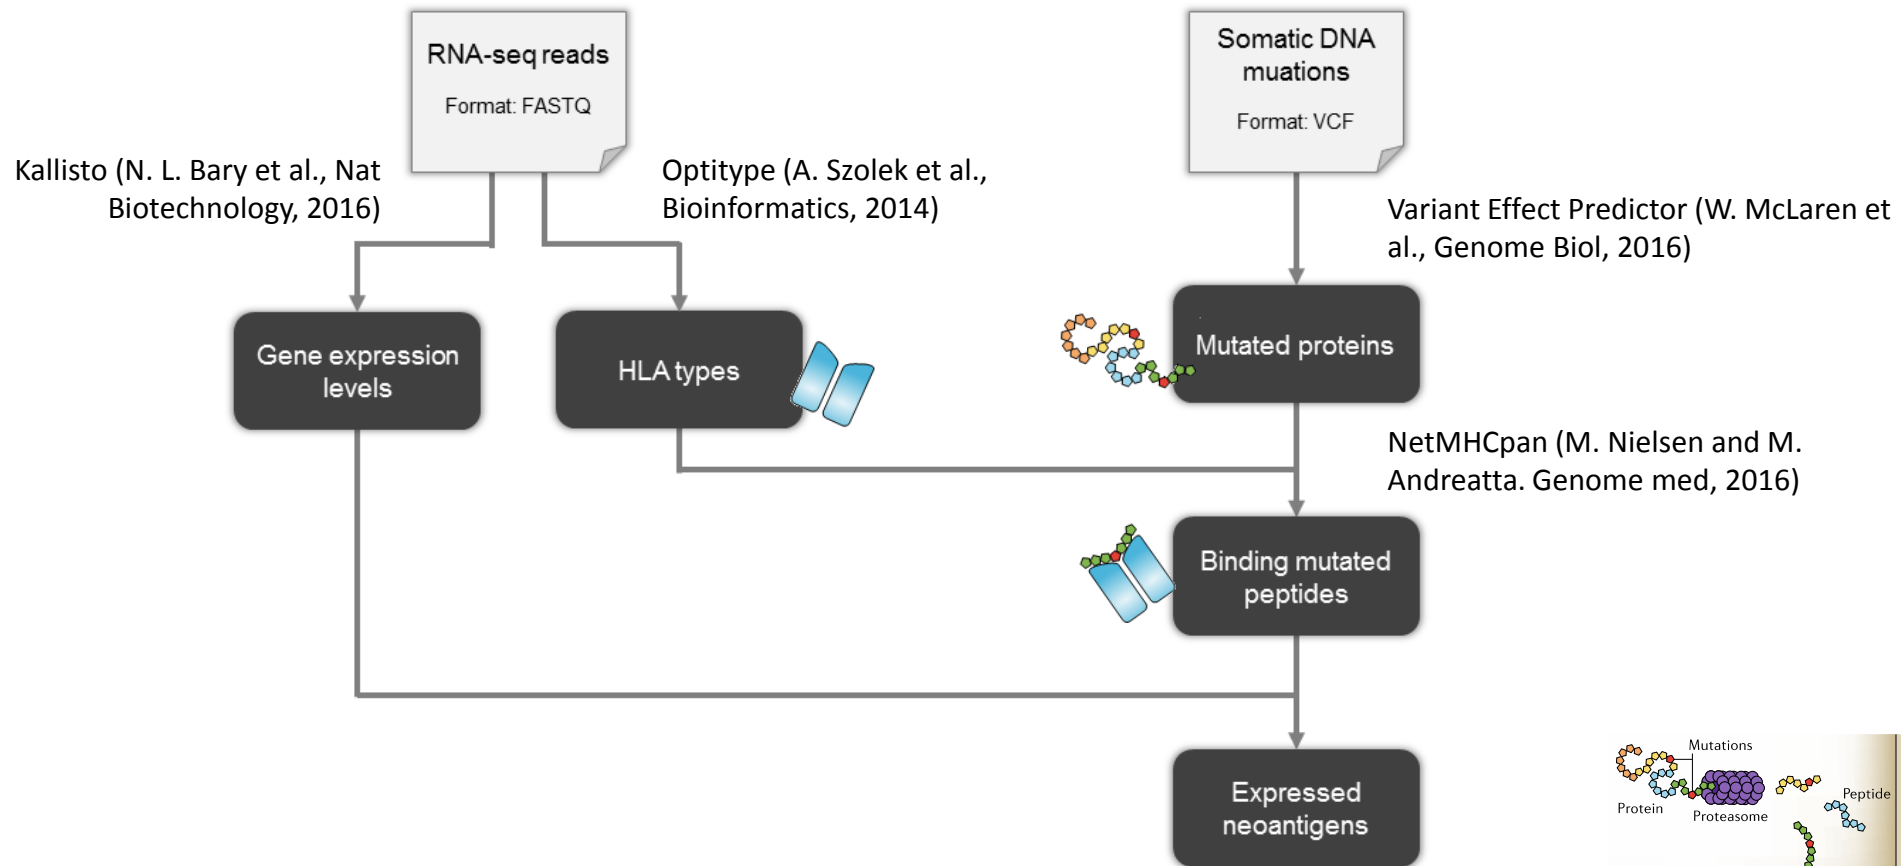 RNA-seq reads
Format: FASTQ
Somatic DNA
muations
Format: VCF
Kallisto (N. L. Bary et al., Nat
Biotechnology, 2016)
Optitype (A. Szolek et al.,
Bioinformatics, 2014)
Variant Effect Predictor (W. McLaren et
al., Genome Biol, 2016)
Gene expression
levels
HLA types
Mutated proteins
NetMHCpan (M. Nielsen and M.
Andreatta. Genome med, 2016)
Binding mutated
peptides
Expressed
neoantigens
Mutations
Protein
Proteasome
Peptide